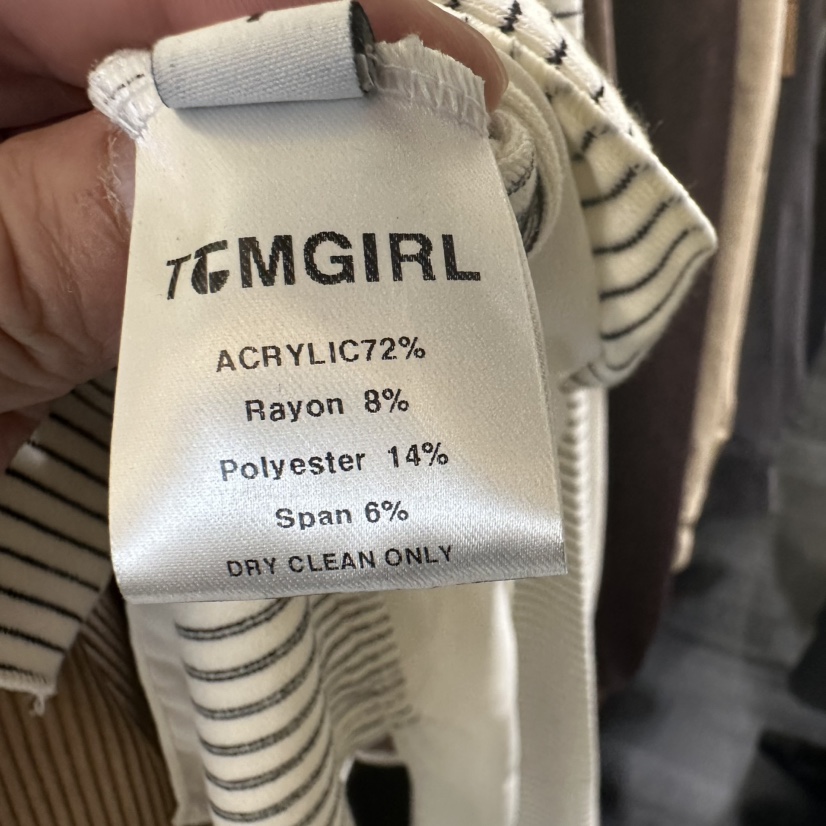 TCMGIRL
ACRYLIC72%
Rayon 8%
Polyester 14%
Span 6%
DRY CLEAN ONLY